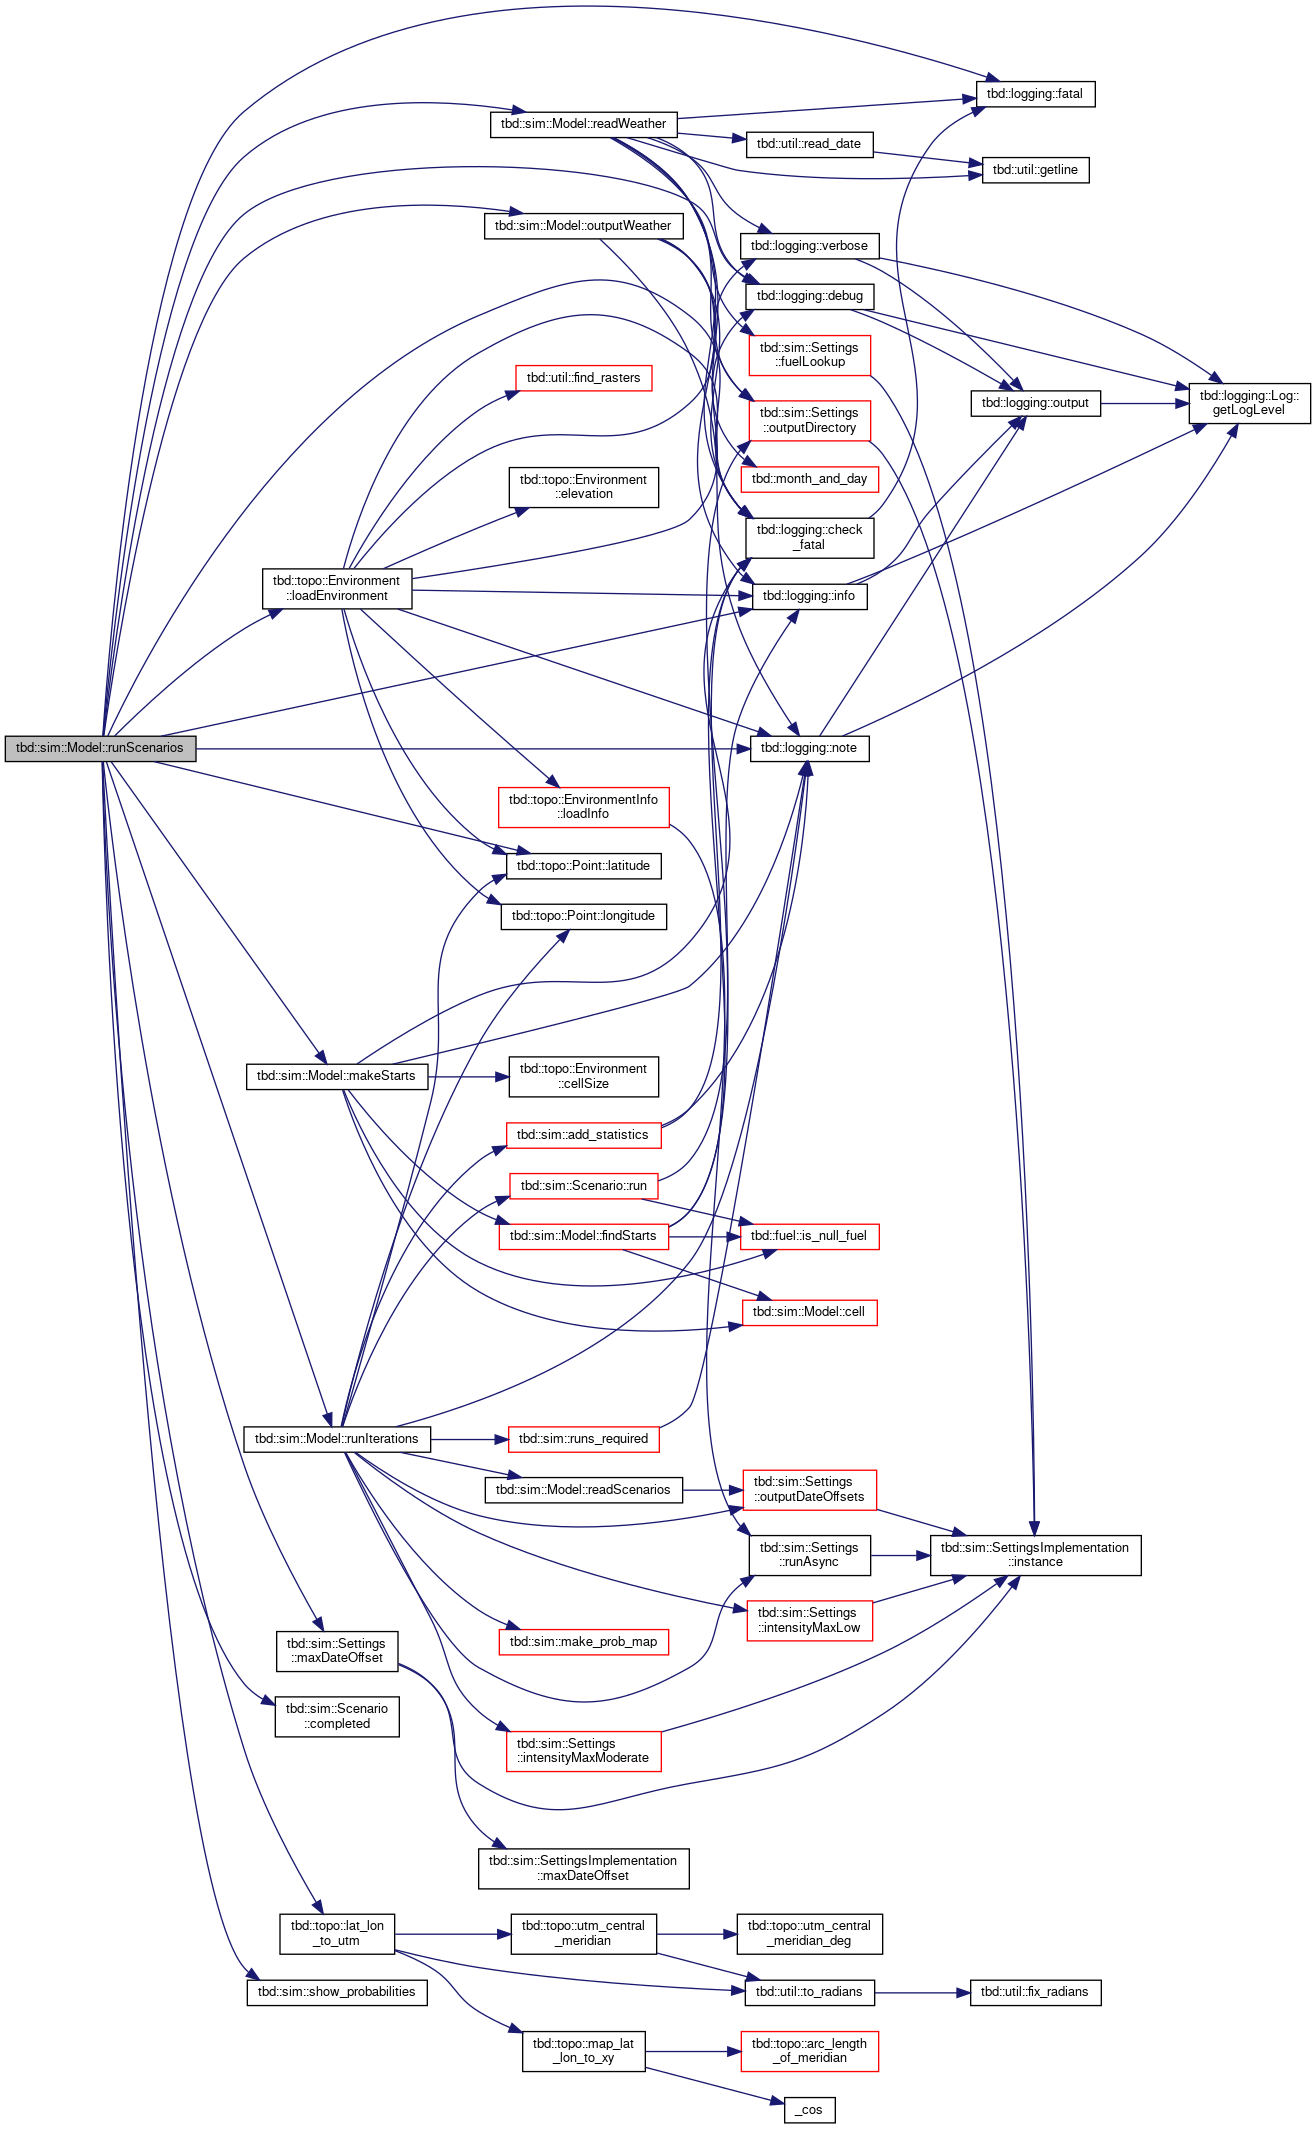 tbd::logging::fatal
tbd::sim::Model::readWeather
tbd::util::read_date
tbd::util::getline
tbd::sim::Model::outputWeather
tbd::logging::verbose
tbd::logging::debug
tbd::sim::Settings
::fuelLookup
tbd::util::find_rasters
tbd::logging::output
tbd::logging::Log::
getLogLevel
tbd::sim::Settings
::outputDirectory
tbd::topo::Environment
::elevation
tbd::month_and_day
tbd::logging::check
_fatal
tbd::topo::Environment
::loadEnvironment
tbd::logging::info
tbd::sim::Model::runScenarios
tbd::logging::note
tbd::topo::EnvironmentInfo
::loadInfo
tbd::topo::Point::latitude
tbd::topo::Point::longitude
tbd::sim::Model::makeStarts
tbd::topo::Environment
::cellSize
tbd::sim::add_statistics
tbd::sim::Scenario::run
tbd::sim::Model::findStarts
tbd::fuel::is_null_fuel
tbd::sim::Model::cell
tbd::sim::Model::runIterations
tbd::sim::runs_required
tbd::sim::Model::readScenarios
tbd::sim::Settings
::outputDateOffsets
tbd::sim::Settings
::runAsync
tbd::sim::SettingsImplementation
::instance
tbd::sim::Settings
::intensityMaxLow
tbd::sim::make_prob_map
tbd::sim::Settings
::maxDateOffset
tbd::sim::Scenario
::completed
tbd::sim::Settings
::intensityMaxModerate
tbd::sim::SettingsImplementation
::maxDateOffset
tbd::topo::lat_lon
_to_utm
tbd::topo::utm_central
_meridian
tbd::topo::utm_central
_meridian_deg
tbd::sim::show_probabilities
tbd::util::to_radians
tbd::util::fix_radians
tbd::topo::map_lat
_lon_to_xy
tbd::topo::arc_length
_of_meridian
_cos